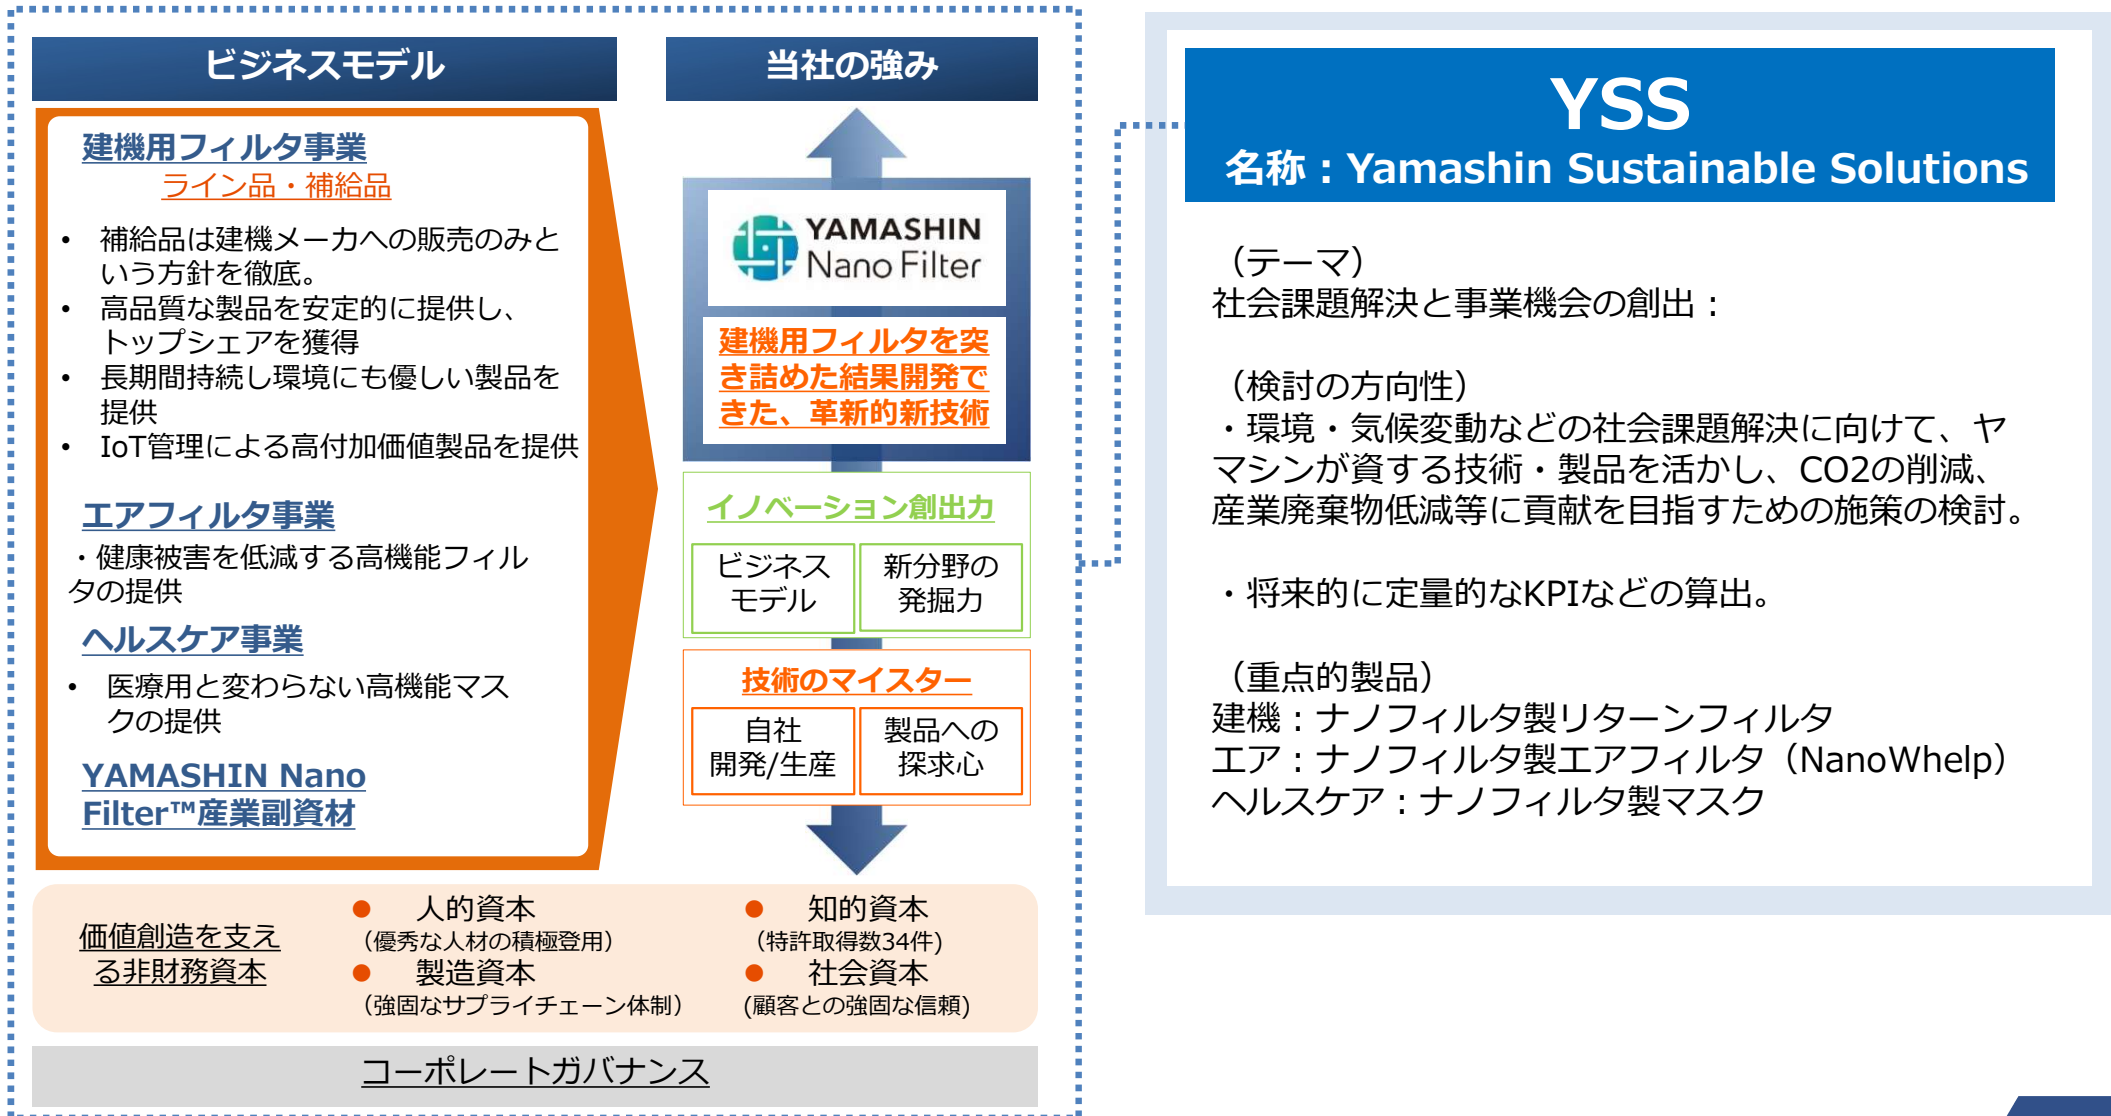 ビジネスモデル
建機用フィルタ事業
ライン品・補給品
• 補給品は建機メーカへの販売のみと
いう方針を徹底。
• 高品質な製品を安定的に提供し、
トップシェアを獲得
• 長期間持続し環境にも優しい製品を
提供
• IoT管理による高付加価値製品を提供
エアフィルタ事業
・健康被害を低減する高機能フィル
タの提供
ヘルスケア事業
• 医療用と変わらない高機能マス
クの提供
YAMASHIN Nano
Filter™産業副資材
当社の強み
YAMASHIN
Nano Filter
建機用フィルタを突
き詰めた結果開発で
きた、革新的新技術
イノベーション創出力
ビジネス
モデル
新分野の
発掘力
技術のマイスター
自社
開発/生産
製品への
探求心
価値創造を支え
る非財務資本
● 人的資本
（優秀な人材の積極登用）
● 製造資本
（強固なサプライチェーン体制）
● 知的資本
（特許取得数34件)
● 社会資本
(顧客との強固な信頼)
コーポレートガバナンス
YSS
名称：Yamashin Sustainable Solutions
（テーマ）
社会課題解決と事業機会の創出：
（検討の方向性）
・環境・気候変動などの社会課題解決に向けて、ヤ
マシンが資する技術・製品を活かし、CO2の削減、
産業廃棄物低減等に貢献を目指すための施策の検討。
・将来的に定量的なKPIなどの算出。
（重点的製品）
建機：ナノフィルタ製リターンフィルタ
エア：ナノフィルタ製エアフィルタ（NanoWhelp）
ヘルスケア：ナノフィルタ製マスク